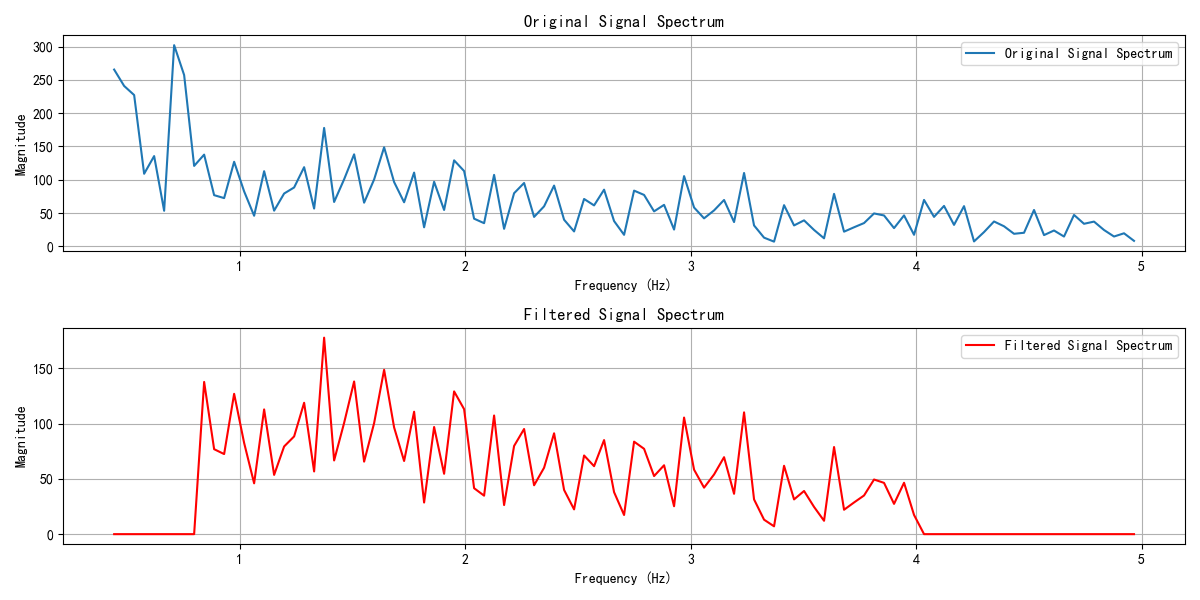 Original Signal Spectrum
300
250
200
150
100
50
0
Magnitude
Original Signal Spectrum
1
2
3
4
5
Frequency (Hz)
Filtered Signal Spectrum
150
100
50
0
Magnitude
Filtered Signal Spectrum
1
2
3
4
5
Frequency (Hz)